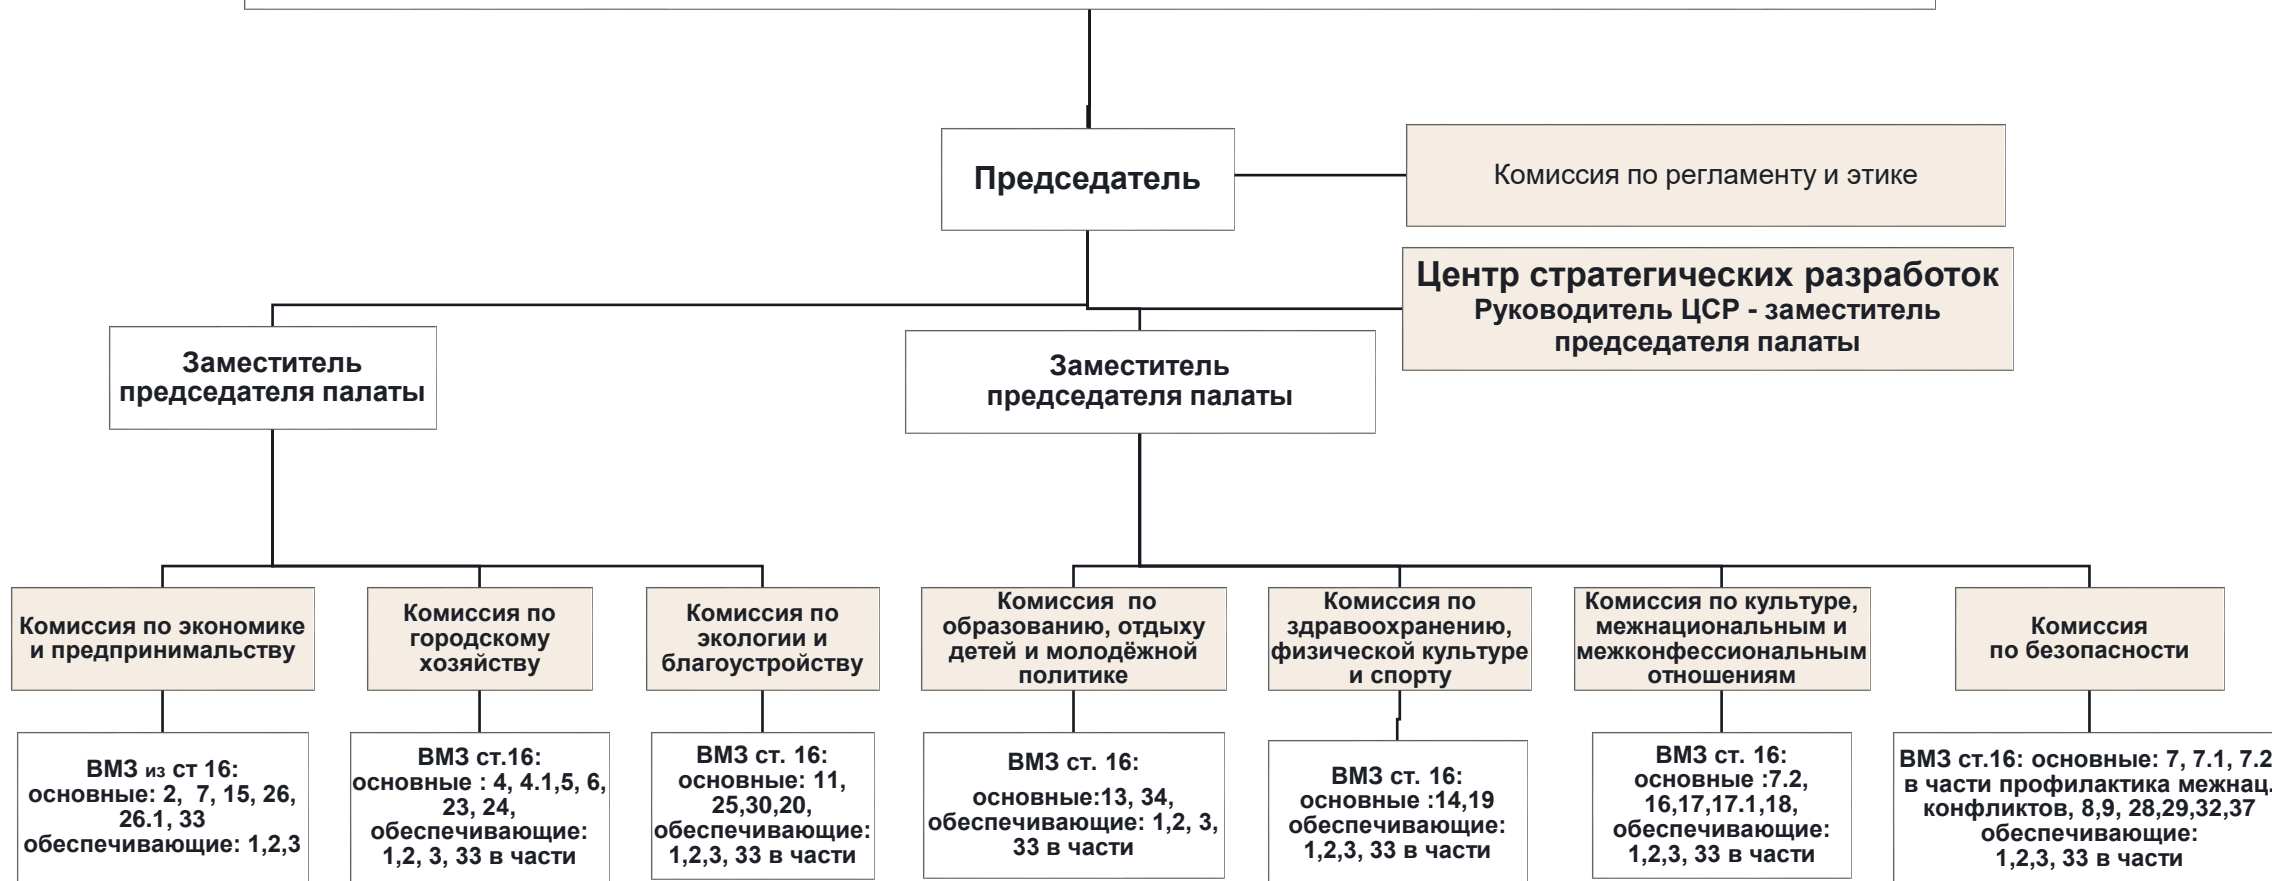 Председатель
Комиссия по регламенту и этике
Центр стратегических разработок
Руководитель ЦСР - заместитель
председателя палаты
Заместитель
председателя палаты
Заместитель
председателя палаты
Комиссия по экономике
и предпринимальству
Комиссия по
городскому
хозяйству
Комиссия по
экологии и
благоустройству
Комиссия по
образованию, отдыху
детей и молодёжной
политике
Комиссия по
здравоохранению,
физической культуре
и спорту
Комиссия по культуре,
межнациональным и
межконфессиональным
отношениям
Комиссия
по безопасности
ВМЗ из ст 16:
основные: 2, 7, 15, 26,
26.1, 33
обеспечивающие: 1,2,3
ВМЗ ст.16:
основные : 4, 4.1,5, 6,
23, 24,
обеспечивающие:
1,2, 3, 33 в части
ВМЗ ст. 16:
основные: 11,
25,30,20,
обеспечивающие:
1,2,3, 33 в части
ВМЗ ст. 16:
основные:13, 34,
обеспечивающие: 1,2, 3,
33 в части
ВМЗ ст. 16:
основные :14,19
обеспечивающие:
1,2,3, 33 в части
ВМЗ ст. 16:
основные :7.2,
16,17,17.1,18,
обеспечивающие:
1,2,3, 33 в части
ВМЗ ст.16: основные: 7, 7.1, 7.2
в части профилактика межнац.
конфликтов, 8,9, 28,29,32,37
обеспечивающие:
1,2,3, 33 в части